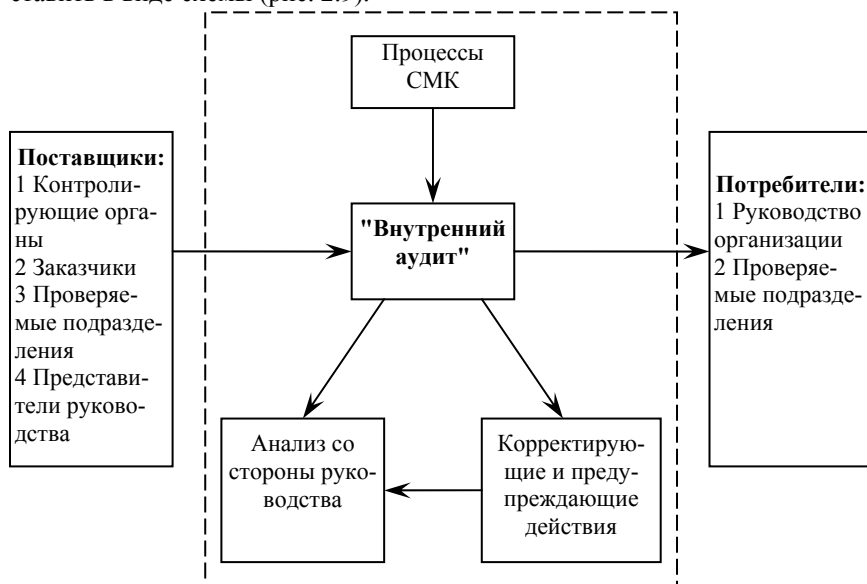 ставить в виде схемы (рис. 2.9).
Процессы
СМК
Поставщики:
1 Контроли-
рующие орга-
ны
2 Заказчики
3 Проверяе-
мые подразде-
ления
4 Представи-
тели руково-
дства
"Внутренний
аудит"
Потребители:
1 Руководство
организации
2 Проверяе-
мые подразде-
ления
Анализ со
стороны руко-
водства
Корректирую-
щие и преду-
преждающие
действия